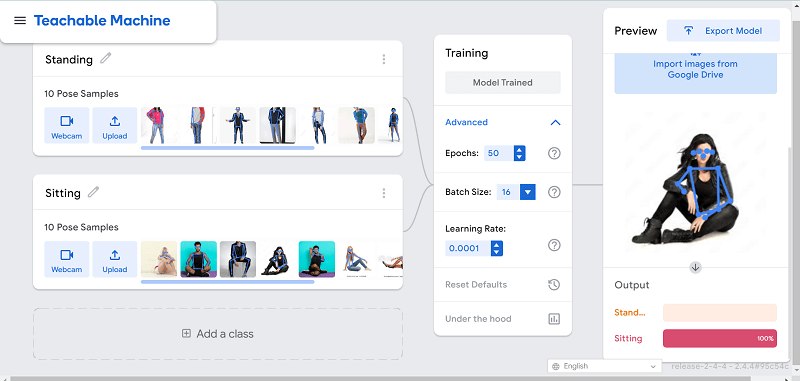 Teachable Machine
Standing
10 Pose Samples
Webcam
Upload
Sitting
10 Pose Samples
Webcam
Upload
Add a class
Training
Model Trained
Advanced
Epochs: 50
Batch Size: 16
Learning Rate:
0.0001
Reset Defaults
Under the hood
Preview
Export Model
Import images from
Google Drive
Output
Stand...
Sitting 100%
English
release-2-4-4 - 2.4.4#95c54c